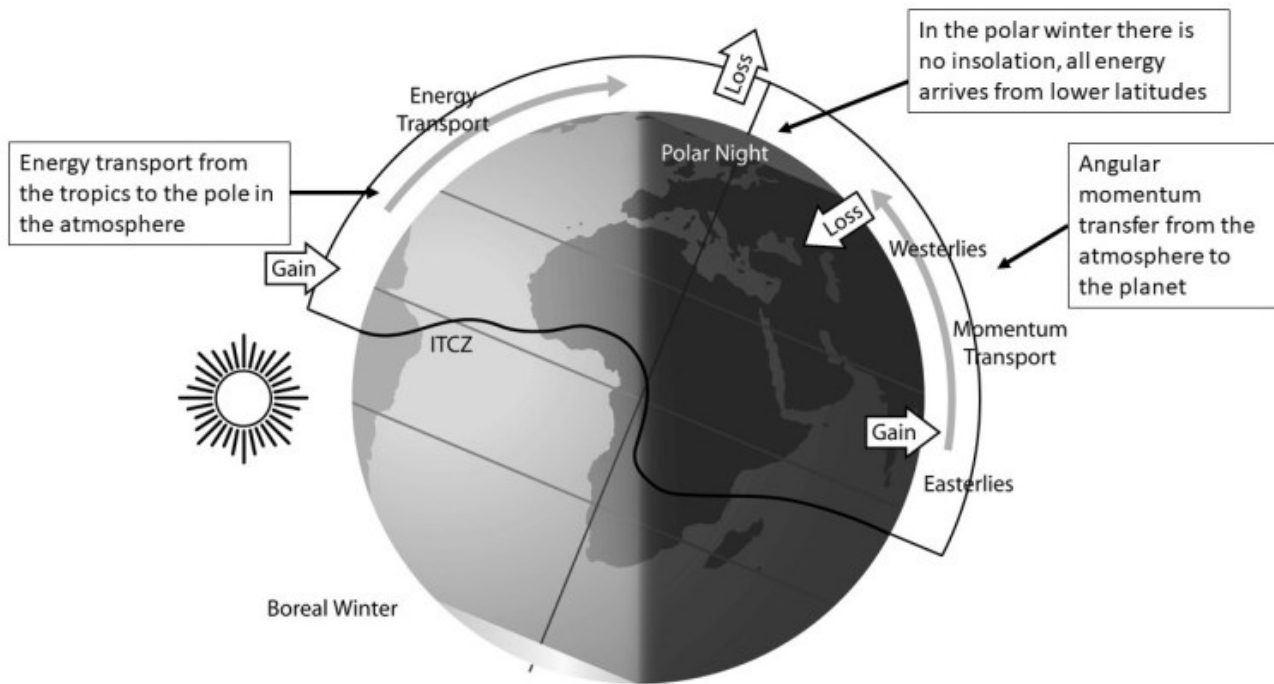 In the polar winter there is
no insolation, all energy
arrives from lower latitudes
Loss
Energy
Transport
Polar Night
Energy transport from
the tropics to the pole in
the atmosphere
Angular
momentum
transfer from the
atmosphere to
the planet
Loss
Westerlies
Gain
ITCZ
Momentum
Transport
Gain
Easterlies
Boreal Winter